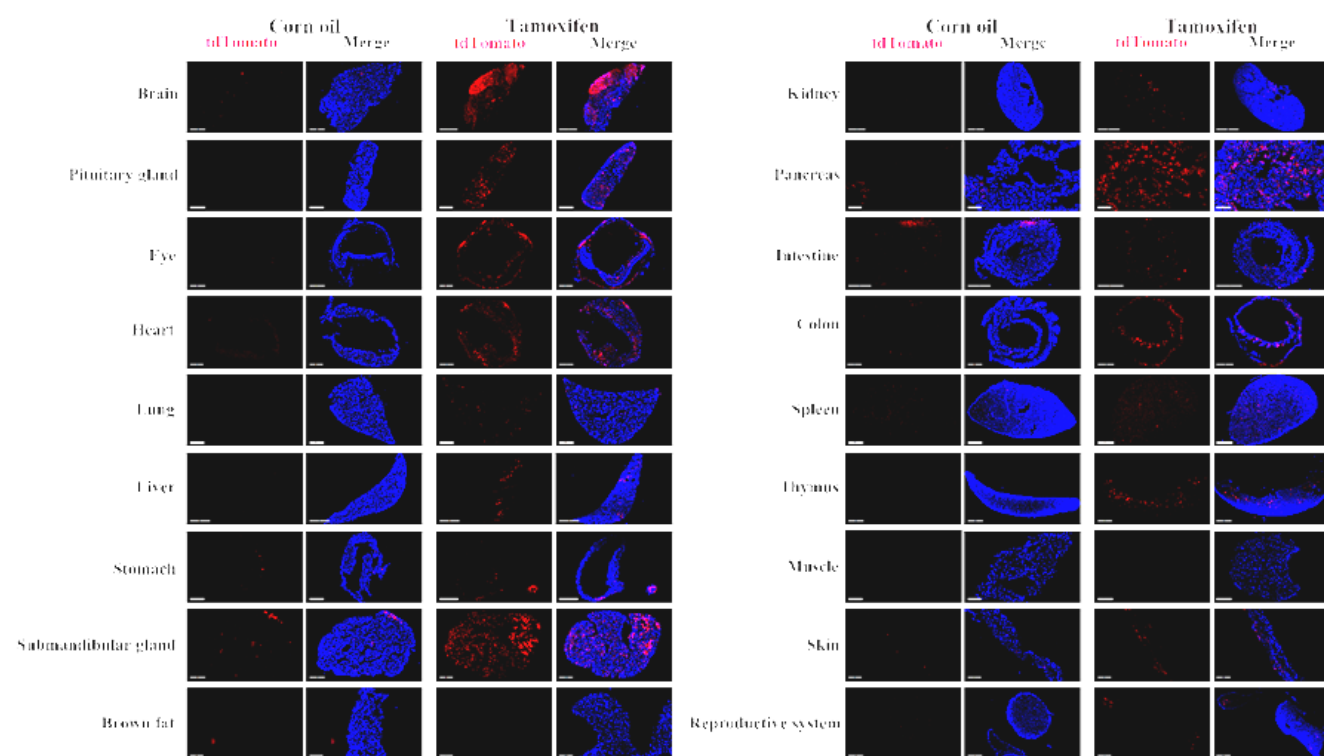 Corn oil Tamoxifen Corn oil Tamoxifen
tdTomato Merge tdTomato Merge tdTomato Merge tdTomato Merge
Brain Kidney
Pituitary gland Pancreas
Eye Intestine
Heart Colon
Lung Spleen
Liver Thymus
Stomach Muscle
Submandibular gland Skin
Brown fat Reproductive system